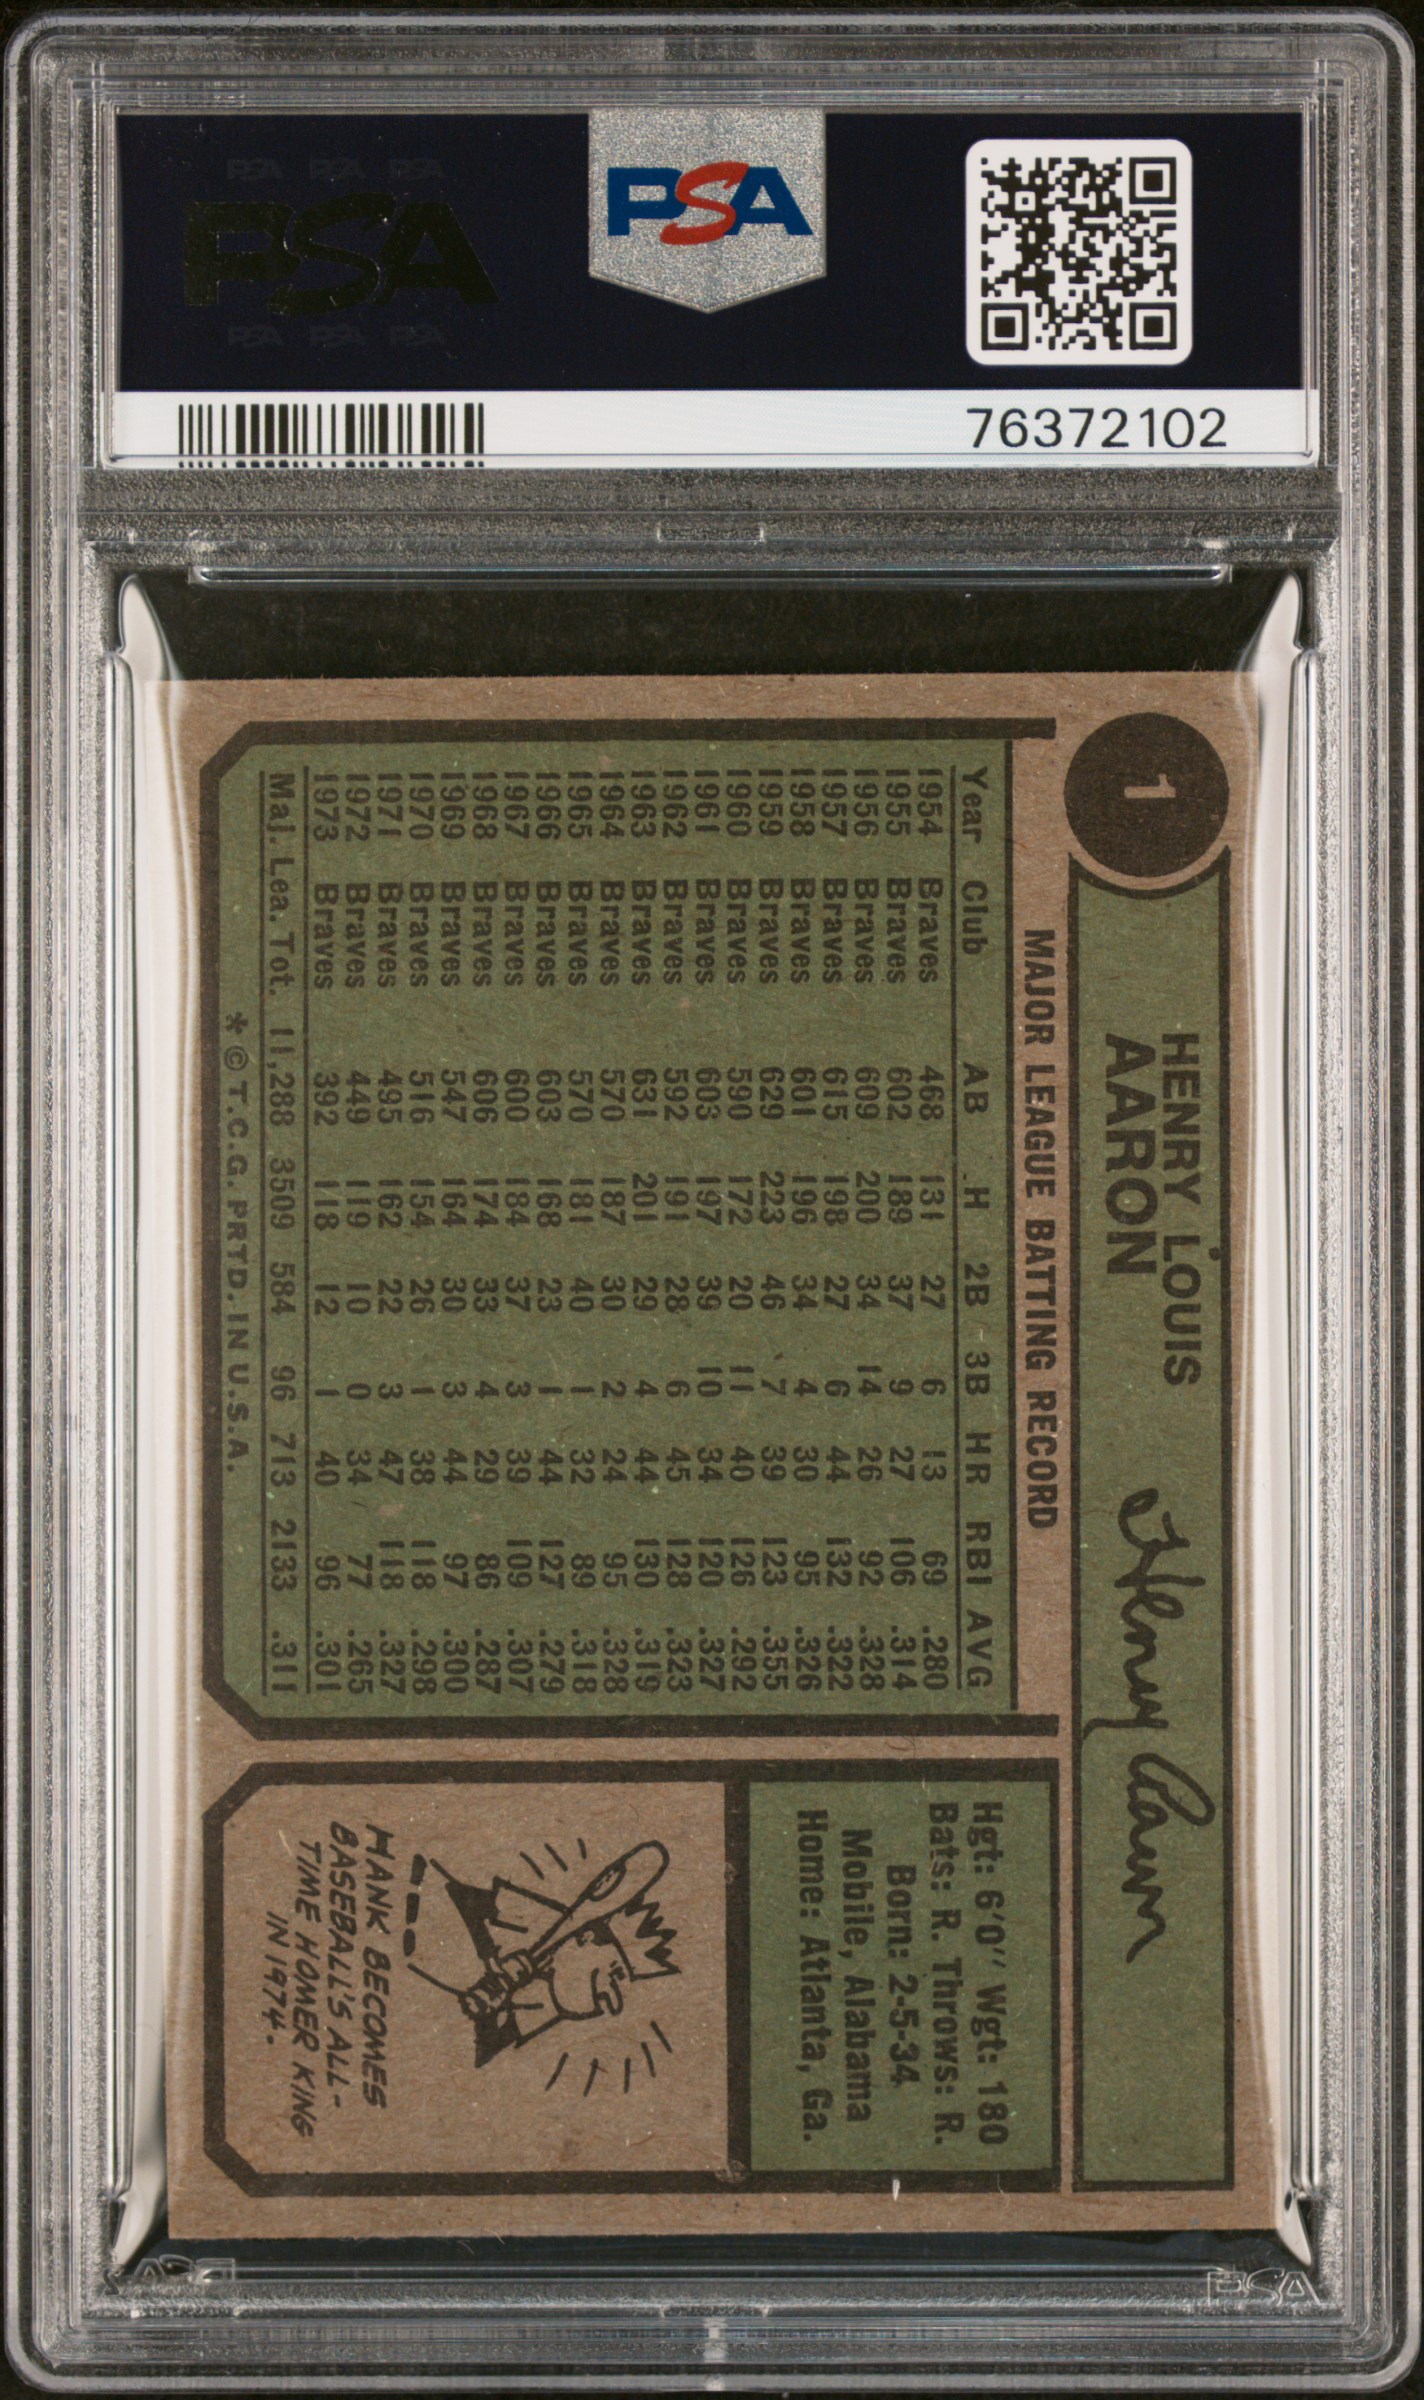 PSA PSA PSA
PSA
PSA PSA PSA
PSA
76372102
1
HENRY LOUIS
AARON
Henry Aaron
MAJOR LEAGUE BATTING RECORD
Year Club AB H 2B 3B HR RBI AVG
1954 Braves 468 131 27 6 13 69 .280
1955 Braves 602 189 37 9 27 106 .314
1956 Braves 609 200 34 14 26 92 .328
1957 Braves 615 198 27 6 44 132 .322
1958 Braves 601 196 34 4 30 95 .326
1959 Braves 629 223 46 7 39 123 .355
1960 Braves 590 172 20 11 40 126 .292
1961 Braves 603 197 39 10 34 120 .327
1962 Braves 592 191 28 6 45 128 .323
1963 Braves 631 201 29 4 44 130 .319
1964 Braves 570 187 30 2 24 95 .328
1965 Braves 570 181 40 1 32 89 .318
1966 Braves 603 168 23 1 44 127 .279
1967 Braves 600 184 37 3 39 109 .307
1968 Braves 606 174 33 4 29 86 .287
1969 Braves 547 164 30 3 44 97 .300
1970 Braves 516 154 26 1 38 118 .298
1971 Braves 495 162 22 3 47 118 .327
1972 Braves 449 119 10 0 34 77 .265
1973 Braves 392 118 12 1 40 96 .301
Maj. Lea. Tot. 11,288 3509 584 96 713 2133 .311
* © T.C.G. PRTD. IN U.S.A.
Hgt: 6'0" Wgt: 180
Bats: R. Throws: R.
Born: 2-5-34
Mobile, Alabama
Home: Atlanta, Ga.
HANK BECOMES
BASEBALL'S ALL-
TIME HOMER KING
IN 1974.
PSA
PSA